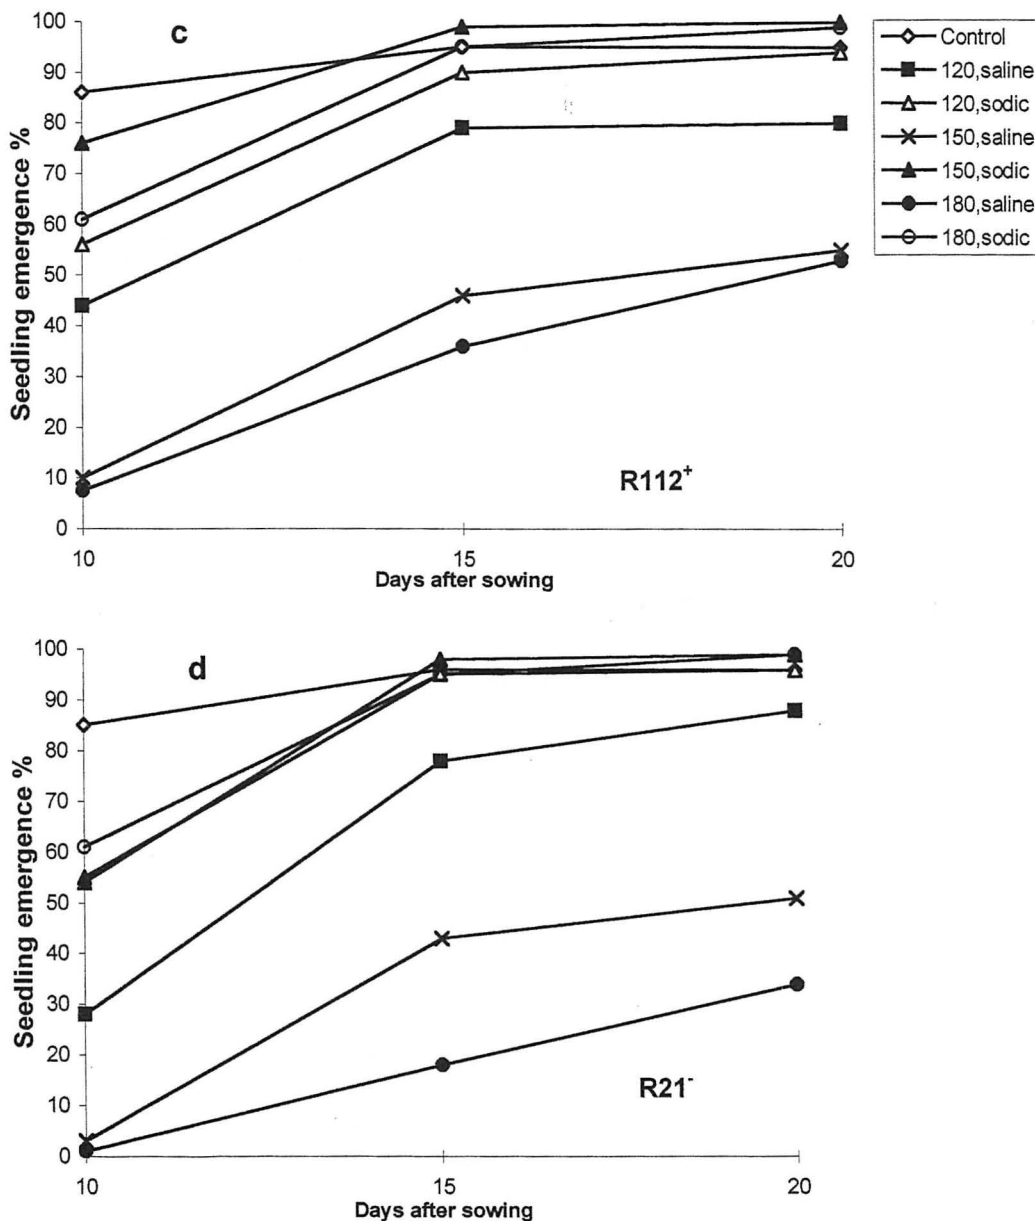 c
100
90
80
70
60
50
40
30
20
10
0
Seedling emergence %
10
15
20
Days after sowing
R112⁺
Control
120,saline
120,sodic
150,saline
150,sodic
180,saline
180,sodic
d
100
90
80
70
60
50
40
30
20
10
0
Seedling emergence %
10
15
20
Days after sowing
R21⁻